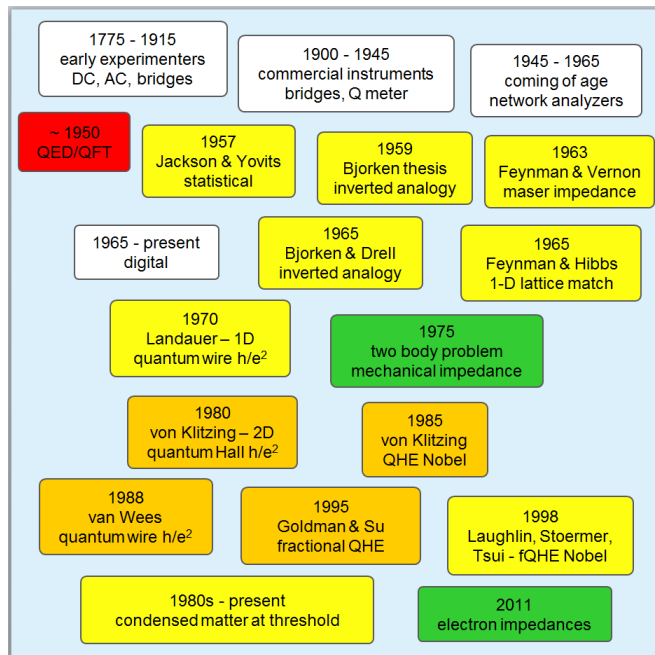 1775 - 1915
early experimenters
DC, AC, bridges
1900 - 1945
commercial instruments
bridges, Q meter
1945 - 1965
coming of age
network analyzers
~ 1950
QED/QFT
1957
Jackson & Yovits
statistical
1959
Bjorken thesis
inverted analogy
1963
Feynman & Vernon
maser impedance
1965 - present
digital
1965
Bjorken & Drell
inverted analogy
1965
Feynman & Hibbs
1-D lattice match
1970
Landauer – 1D
quantum wire h/e²
1975
two body problem
mechanical impedance
1980
von Klitzing – 2D
quantum Hall h/e²
1985
von Klitzing
QHE Nobel
1988
van Wees
quantum wire h/e²
1995
Goldman & Su
fractional QHE
1998
Laughlin, Stoermer,
Tsui - fQHE Nobel
1980s - present
condensed matter at threshold
2011
electron impedances